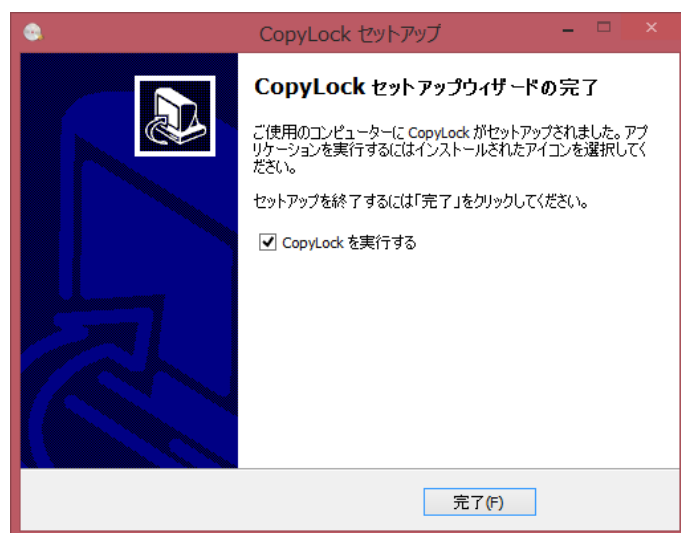 CopyLock セットアップ
CopyLock セットアップウィザードの完了
ご使用のコンピューターに CopyLock がセットアップされました。アプ
リケーションを実行するにはインストールされたアイコンを選択してく
ださい。
セットアップを終了するには「完了」をクリックしてください。
CopyLock を実行する
完了(F)